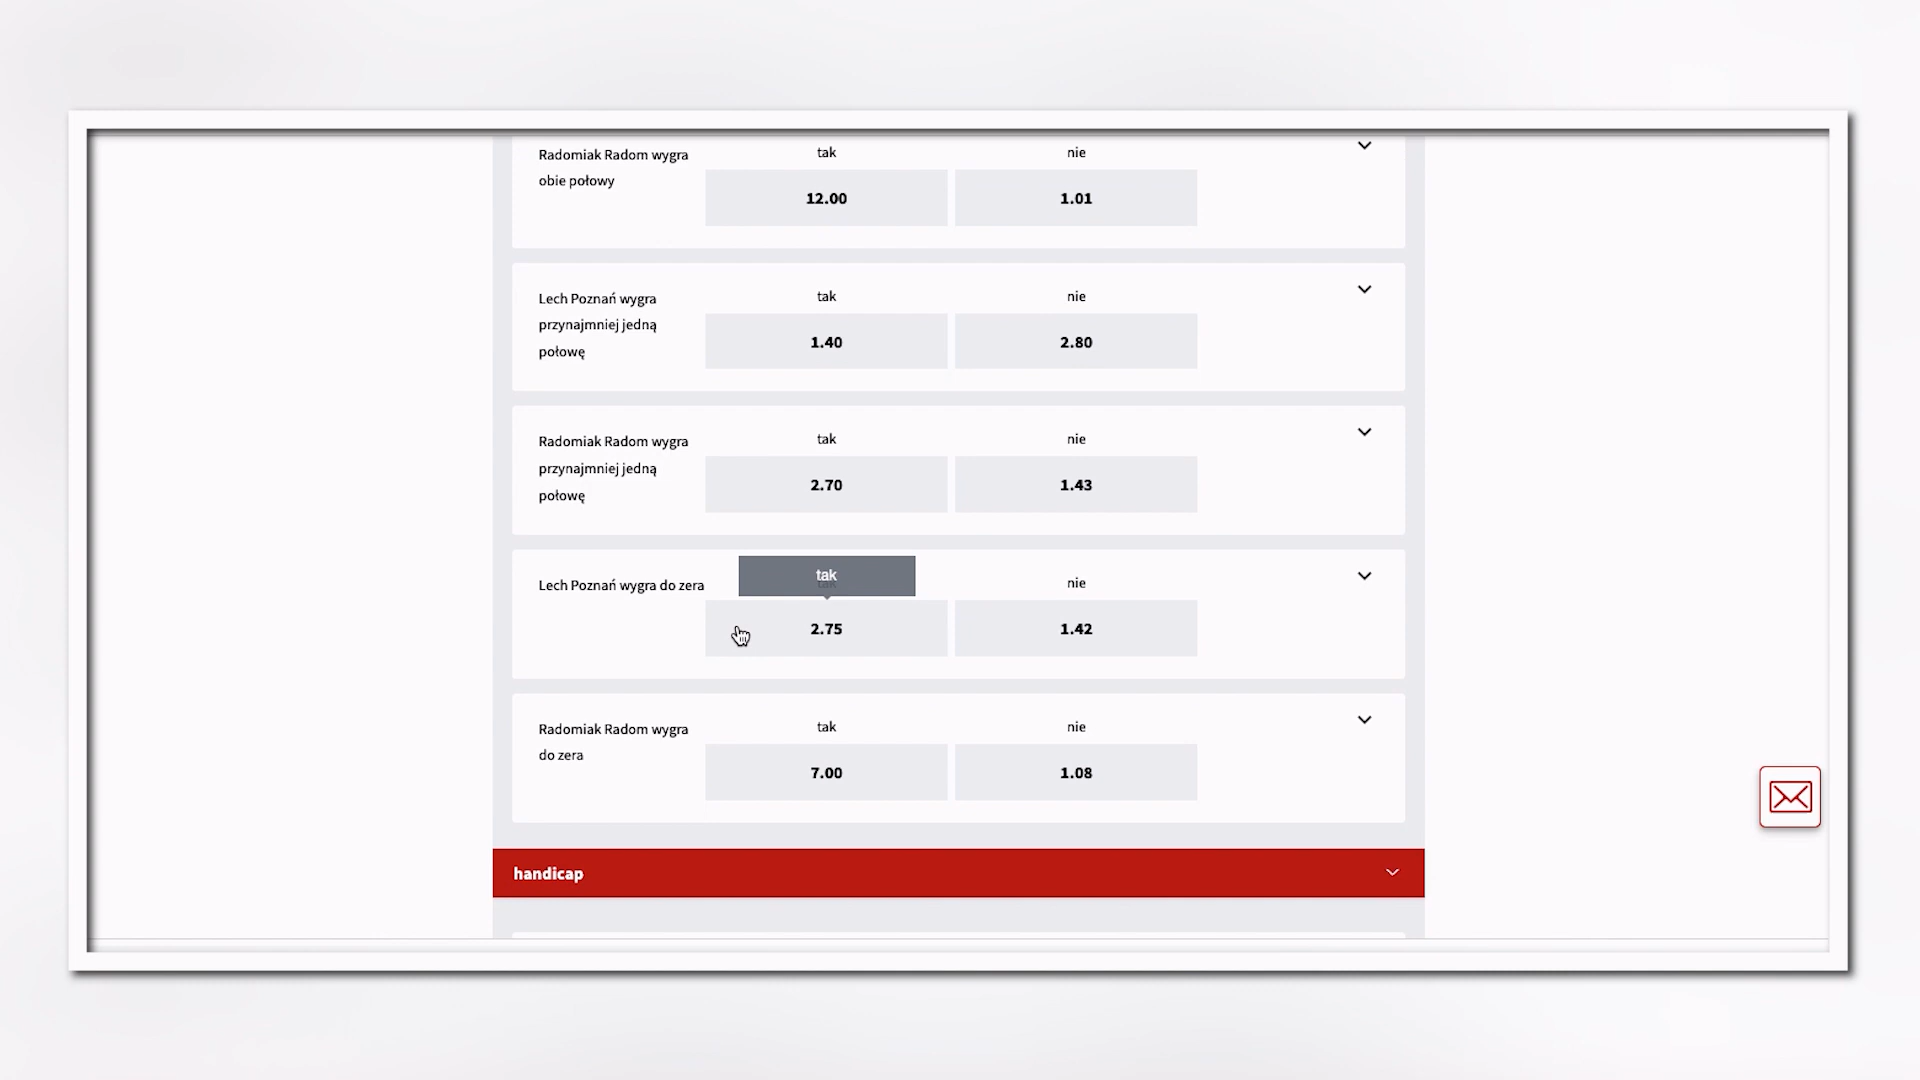 Radomiak Radom wygra
obie połowy
tak
nie
12.00
1.01
Lech Poznań wygra
przynajmniej jedną
połowę
tak
nie
1.40
2.80
Radomiak Radom wygra
przynajmniej jedną
połowę
tak
nie
2.70
1.43
Lech Poznań wygra do zera
tak
nie
2.75
1.42
Radomiak Radom wygra
do zera
tak
nie
7.00
1.08
handicap